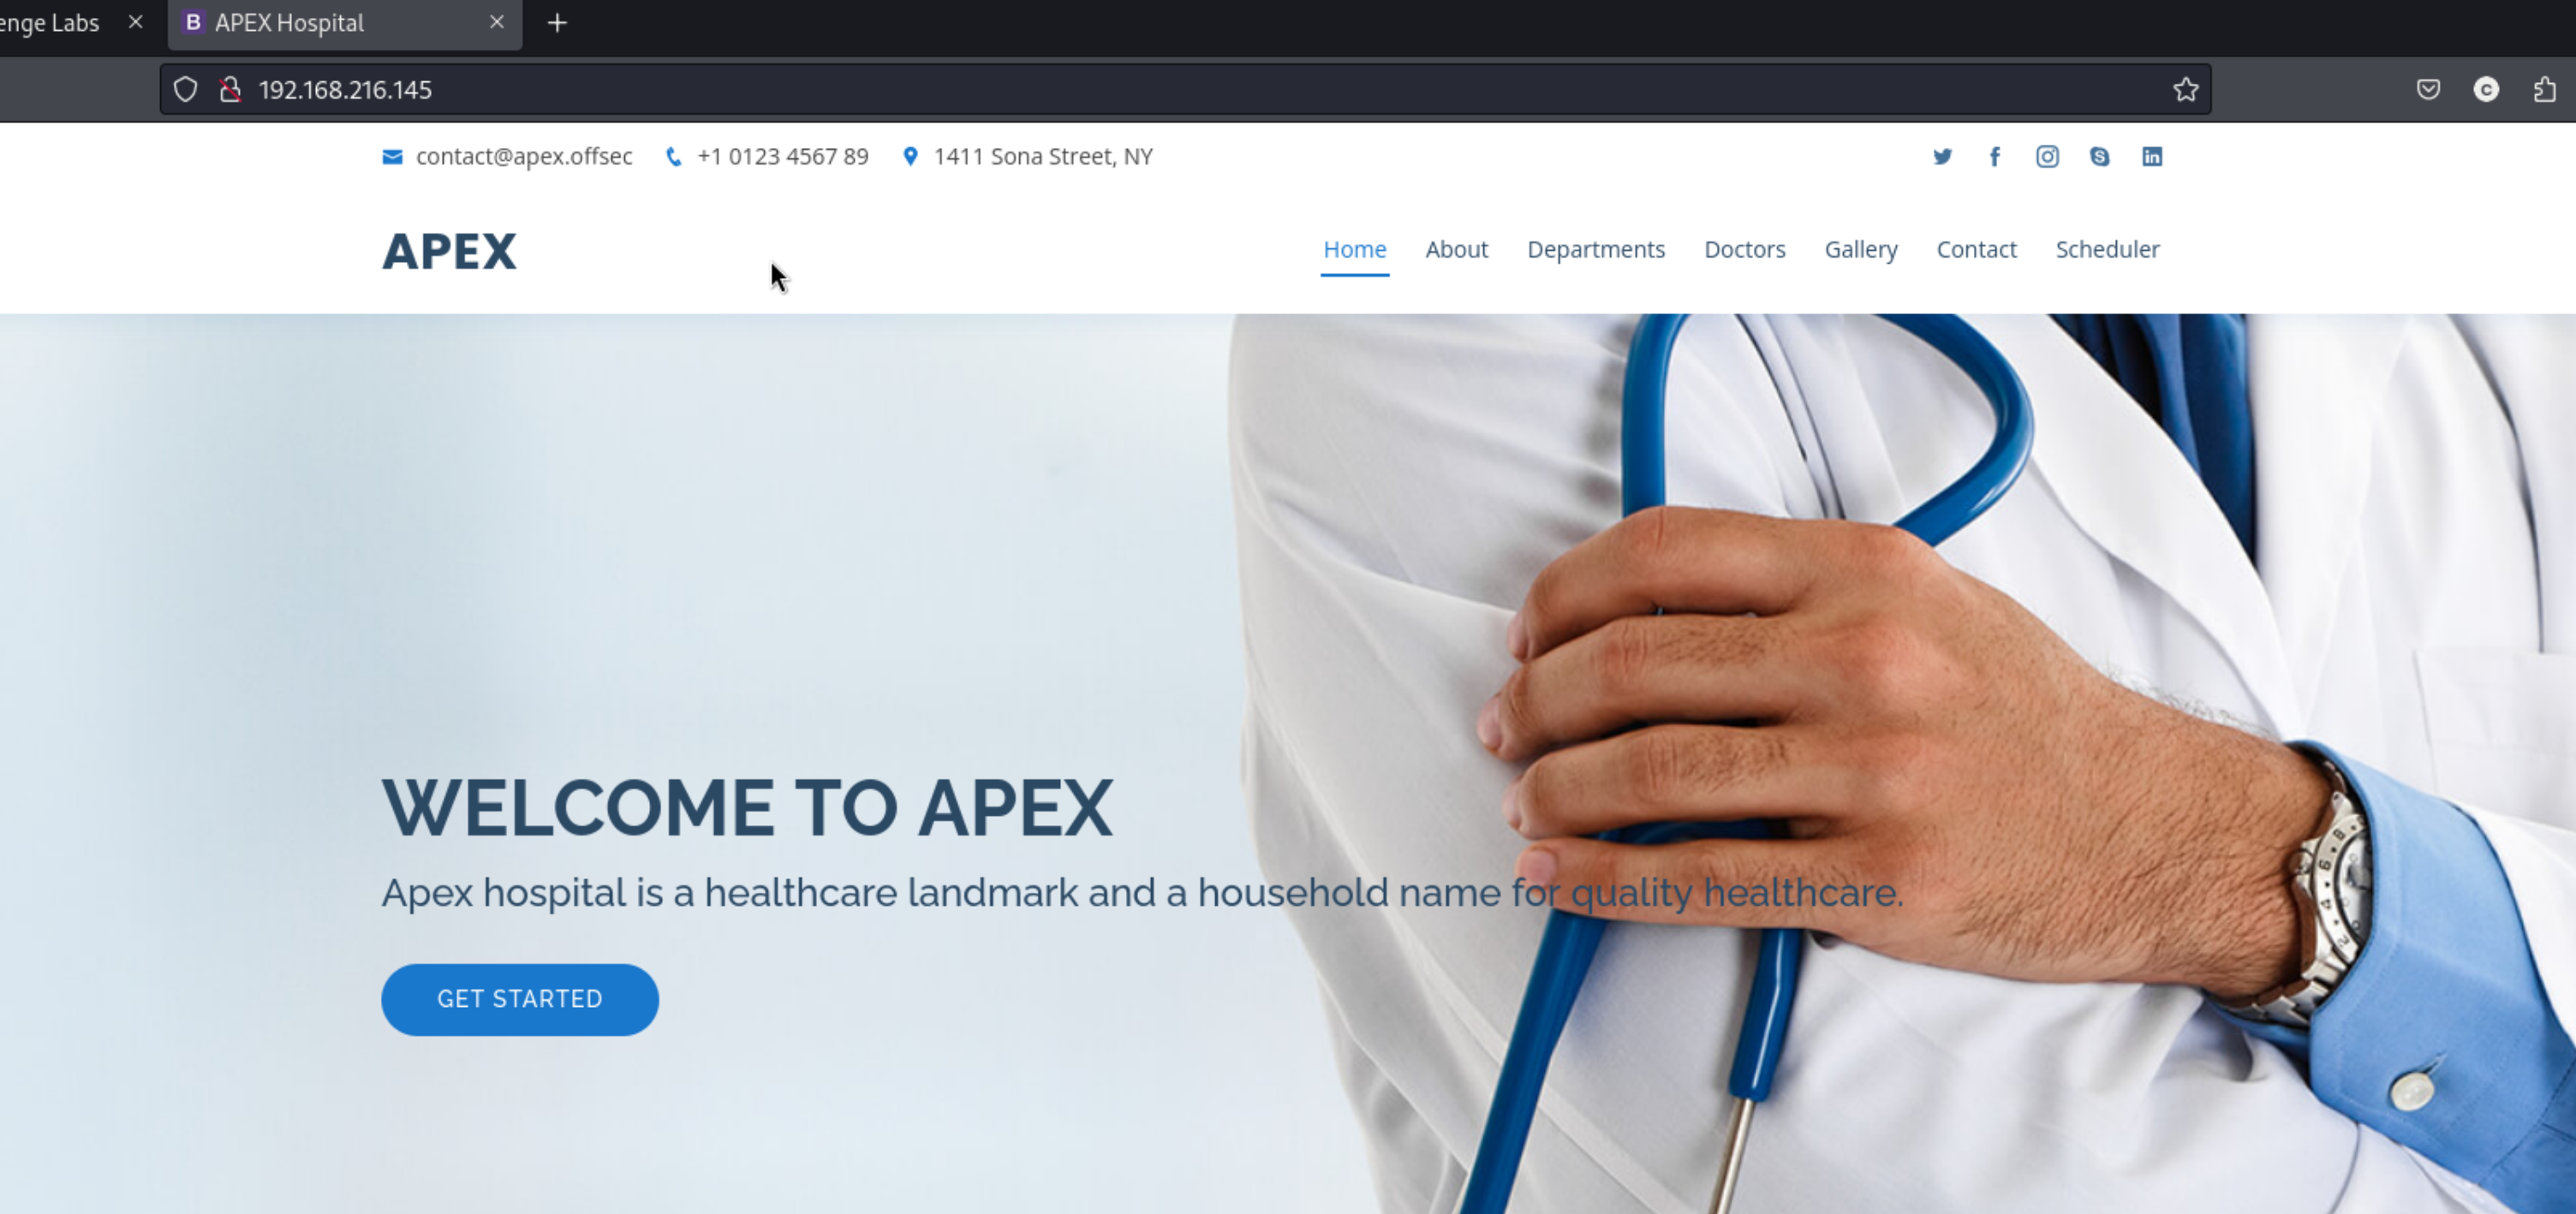 enge Labs
B APEX Hospital
192.168.216.145
contact@apex.offsec +1 0123 4567 89 1411 Sona Street, NY
APEX
Home About Departments Doctors Gallery Contact Scheduler
WELCOME TO APEX
Apex hospital is a healthcare landmark and a household name for quality healthcare.
GET STARTED